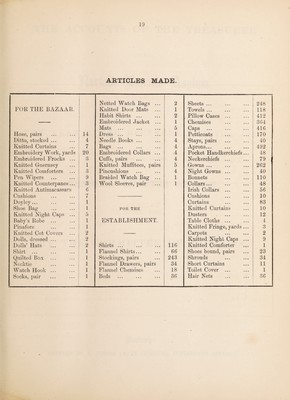 19
ARTICLES MADE.
FOR THE BAZAAR.
Hose, pairs ... 14
Ditto, stocked ... 4
Knitted Curtains ... 7
Embroidery Work, yards 20
Embroidered Frocks ... 3
Knitted Guernsey ... 1
Knitted Comforters ... 3
Pen Wipers ... 9
Knitted Counterpanes... 3
Knitted Antimacassars 6
Cushions ... 7
Doyley ... 1
Shoe Bag ... 1
Knitted Night Caps ... 5
Baby's Robe ... 1
Pinafore ... 1
Knitted Cot Covers ... 2
Dolls, dressed ... 2
Dolls' Hats ... 2
Hood ... 1
Quilted Box ... 1
Necktie ... 1
Watch Hook ... 1
Socks, pair ... 1
Netted Watch Bags ... 2
Knitted Door Mats ... 1
Habit Shirts ... 2
Embroidered Jacket ... 1
Mats ... 5
Dress ... 1
Needle Books ... 4
Bags ... 4
Embroidered Collars ... 4
Cuffs, pairs ... 4
Knitted Muffitees, pairs 5
Pincushions ... 4
Braided Watch Bag ... 1
Wool Sleeves, pair 1
FOR THE
ESTABLISHMENT.
Shirts ... 116
Flannel Shirts ... 66
Stockings, pairs ... 243
Flannel Drawers, pairs 34
Flannel Chemises 18
Beds ... 36
Sheets ... 248
Towels ... 118
Pillow Cases ... 412
Chemises ... 364
Caps ... 416
Petticoats ... 170
Stays, pairs ... 40
Aprons ... 492
Pocket Handkerchiefs ... 48
Neckerchiefs ... 79
Gowns ... 262
Night Gowns ... 40
Bonnets ... 110
Collars ... 48
Irish Collars ... 56
Cushions ... 10
Curtains ... 85
Knitted Curtains 10
Dusters ... 12
Table Cloths ... 4
Knitted Fringe, yards ... 3
Carpets ... 2
Knitted Night Caps 9
Knitted Comforter 1
Shoes bound, pairs 23
Shrouds ... 34
Short Curtains 11
Toilet Cover ... 1
Hair Nets ... 36